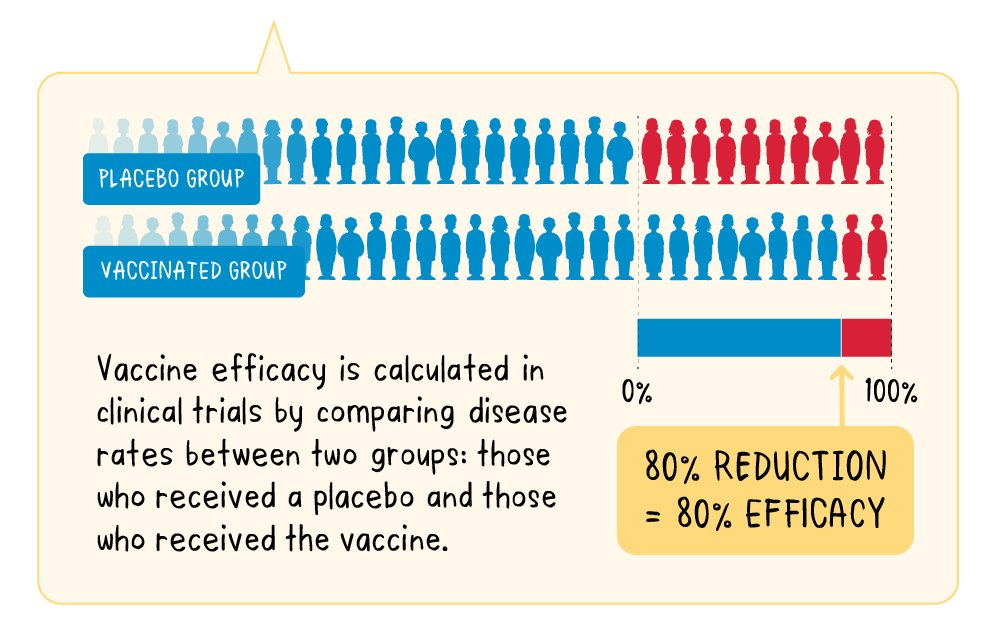 PLACEBO GROUP
VACCINATED GROUP
Vaccine efficacy is calculated in
clinical trials by comparing disease
rates between two groups: those
who received a placebo and those
who received the vaccine.
0%
100%
80% REDUCTION
= 80% EFFICACY